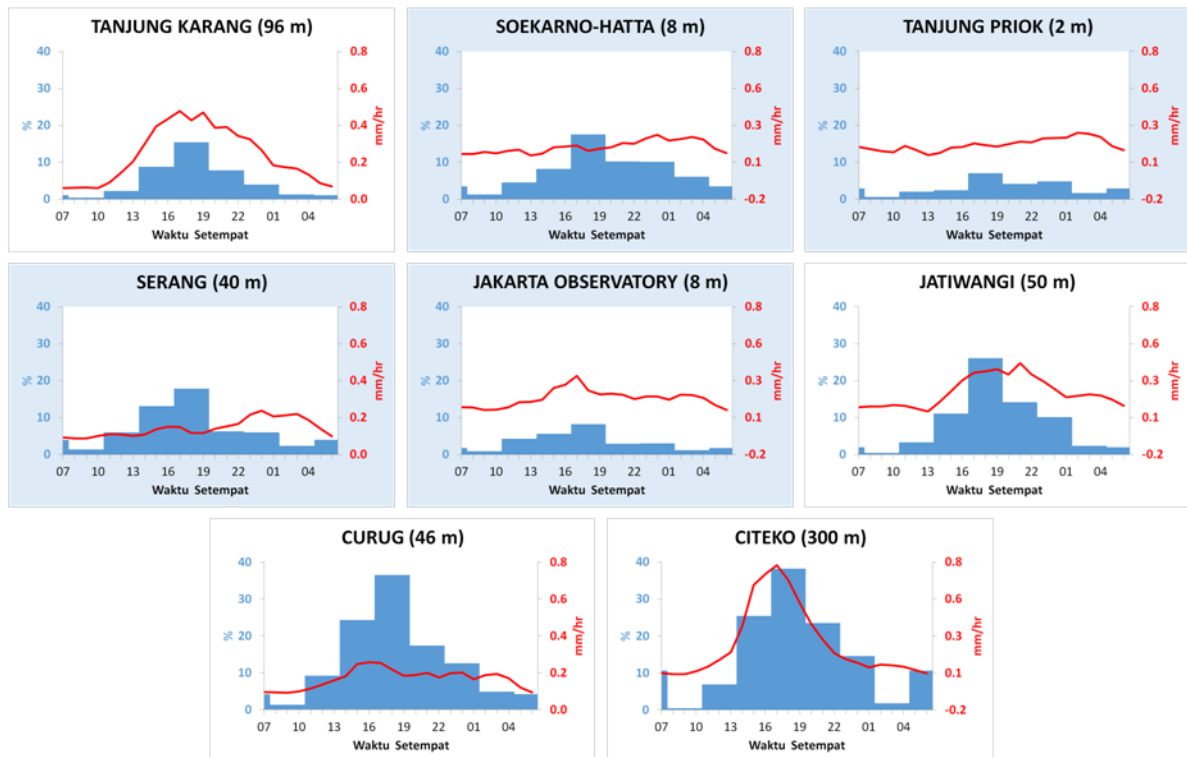 TANJUNG KARANG (96 m)
40
30
20
10
0
%
0.8
0.6
0.4
0.2
0.0
mm/hr
07 10 13 16 19 22 01 04
Waktu Setempat
SOEKARNO-HATTA (8 m)
40
30
20
10
0
%
0.8
0.6
0.3
0.1
-0.2
mm/hr
07 10 13 16 19 22 01 04
Waktu Setempat
TANJUNG PRIOK (2 m)
40
30
20
10
0
%
0.8
0.6
0.3
0.1
-0.2
mm/hr
07 10 13 16 19 22 01 04
Waktu Setempat
SERANG (40 m)
40
30
20
10
0
%
0.8
0.6
0.4
0.2
0.0
mm/hr
07 10 13 16 19 22 01 04
Waktu Setempat
JAKARTA OBSERVATORY (8 m)
40
30
20
10
0
%
0.8
0.6
0.3
0.1
-0.2
mm/hr
07 10 13 16 19 22 01 04
Waktu Setempat
JATIWANGI (50 m)
40
30
20
10
0
%
0.8
0.6
0.3
0.1
-0.2
mm/hr
07 10 13 16 19 22 01 04
Waktu Setempat
CURUG (46 m)
40
30
20
10
0
%
0.8
0.6
0.4
0.2
0.0
mm/hr
07 10 13 16 19 22 01 04
Waktu Setempat
CITEKO (300 m)
40
30
20
10
0
%
0.8
0.6
0.3
0.1
-0.2
mm/hr
07 10 13 16 19 22 01 04
Waktu Setempat